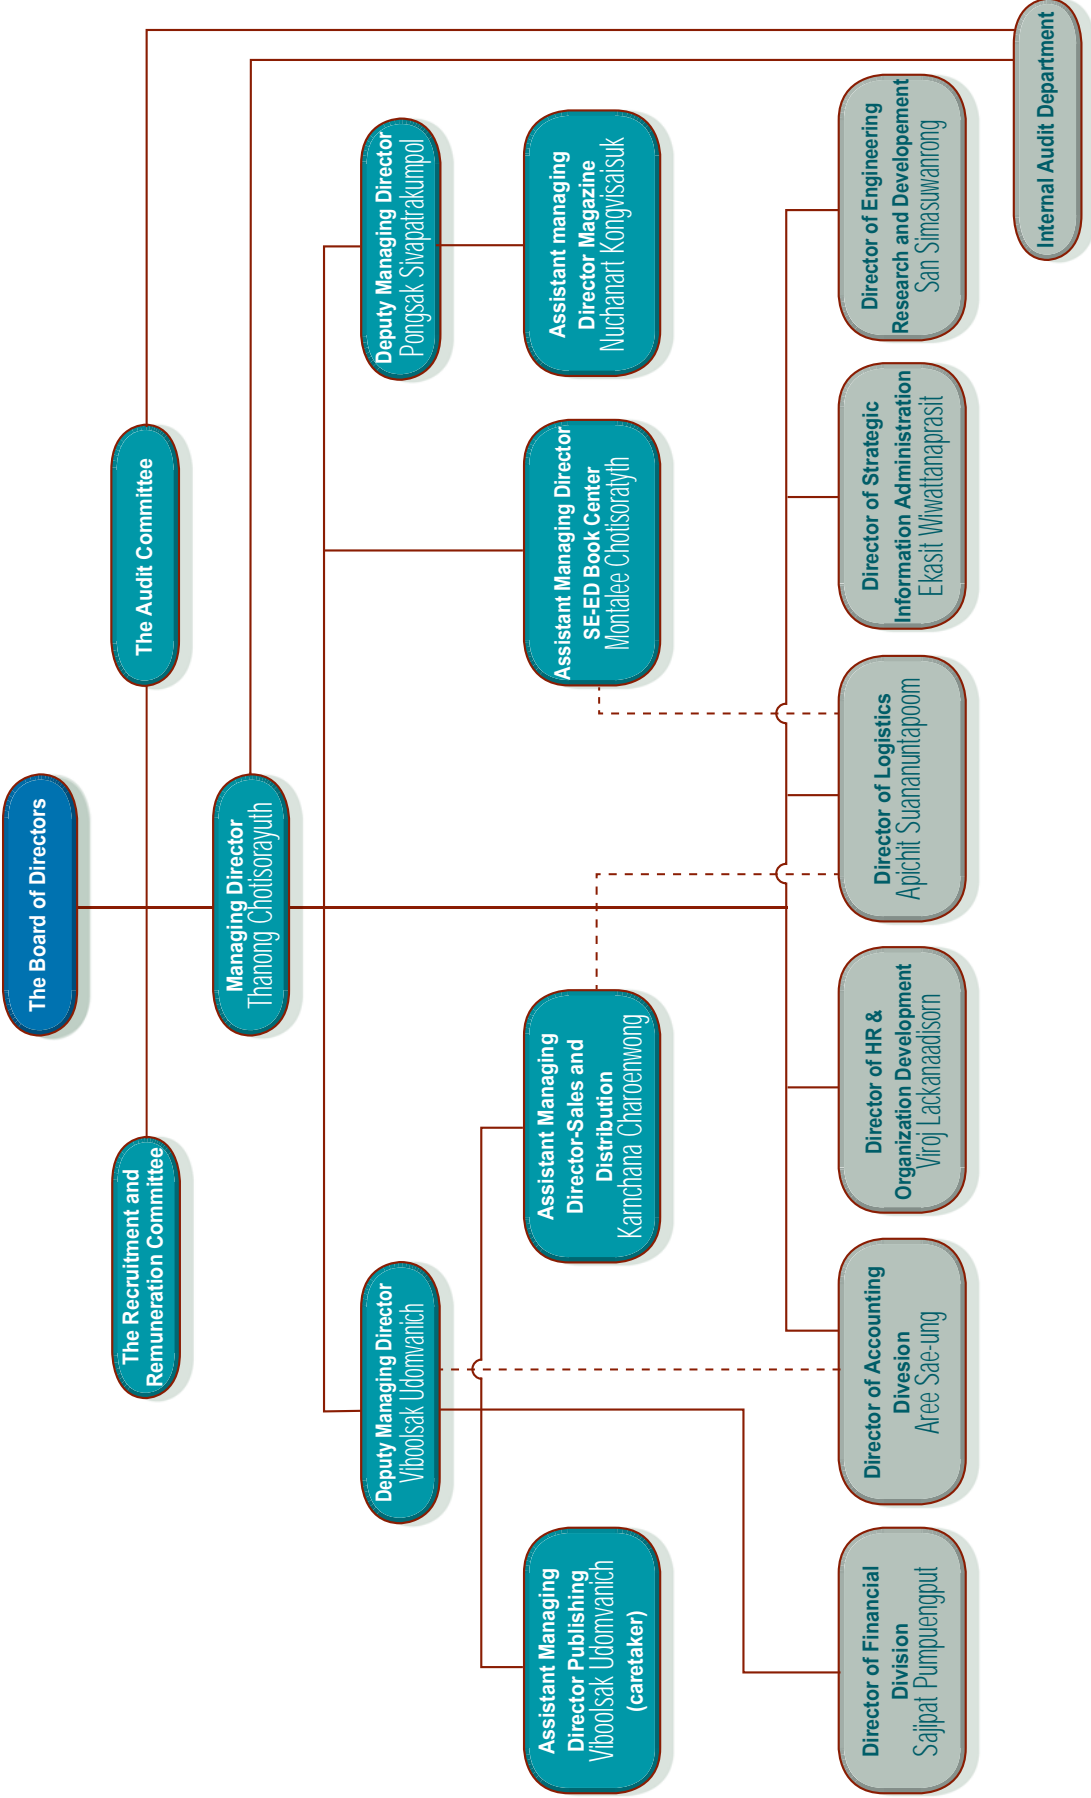 The Board of Directors
The Recruitment and
Remuneration Committee
The Audit Committee
Managing Director
Thanong Chotisorayuth
Deputy Managing Director
Viboolsak Udomvanich
Deputy Managing Director
Pongsak Sivapatrakumpol
Assistant Managing
Director Publishing
Viboolsak Udomvanich
(caretaker)
Assistant Managing
Director-Sales and
Distribution
Karnchana Charoenwong
Assistant Managing Director
SE-ED Book Center
Montalee Chotisoratyth
Assistant managing
Director Magazine
Nuchanart Kongvisaisuk
Director of Financial
Division
Sajipat Pumpuengput
Director of Accounting
Divesion
Aree Sae-ung
Director of HR &
Organization Development
Viroj Lackanaadisorn
Director of Logistics
Apichit Suananuntapoom
Director of Strategic
Information Administration
Ekasit Wiwattanaprasit
Director of Engineering
Research and Developement
San Simasuwanrong
Internal Audit Department